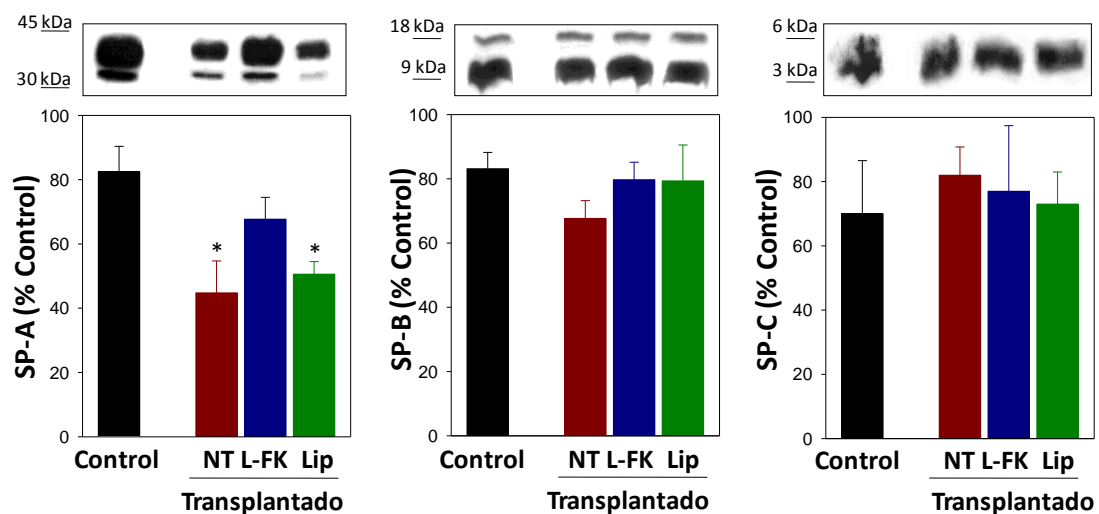 45 kDa
30 kDa
100
80
60
40
20
0
SP-A (% Control)
*
*
Control
NT L-FK Lip
Transplantado
18 kDa
9 kDa
100
80
60
40
20
0
SP-B (% Control)
Control
NT L-FK Lip
Transplantado
6 kDa
3 kDa
100
80
60
40
80
20
0
SP-C (% Control)
Control
NT L-FK Lip
Transplantado